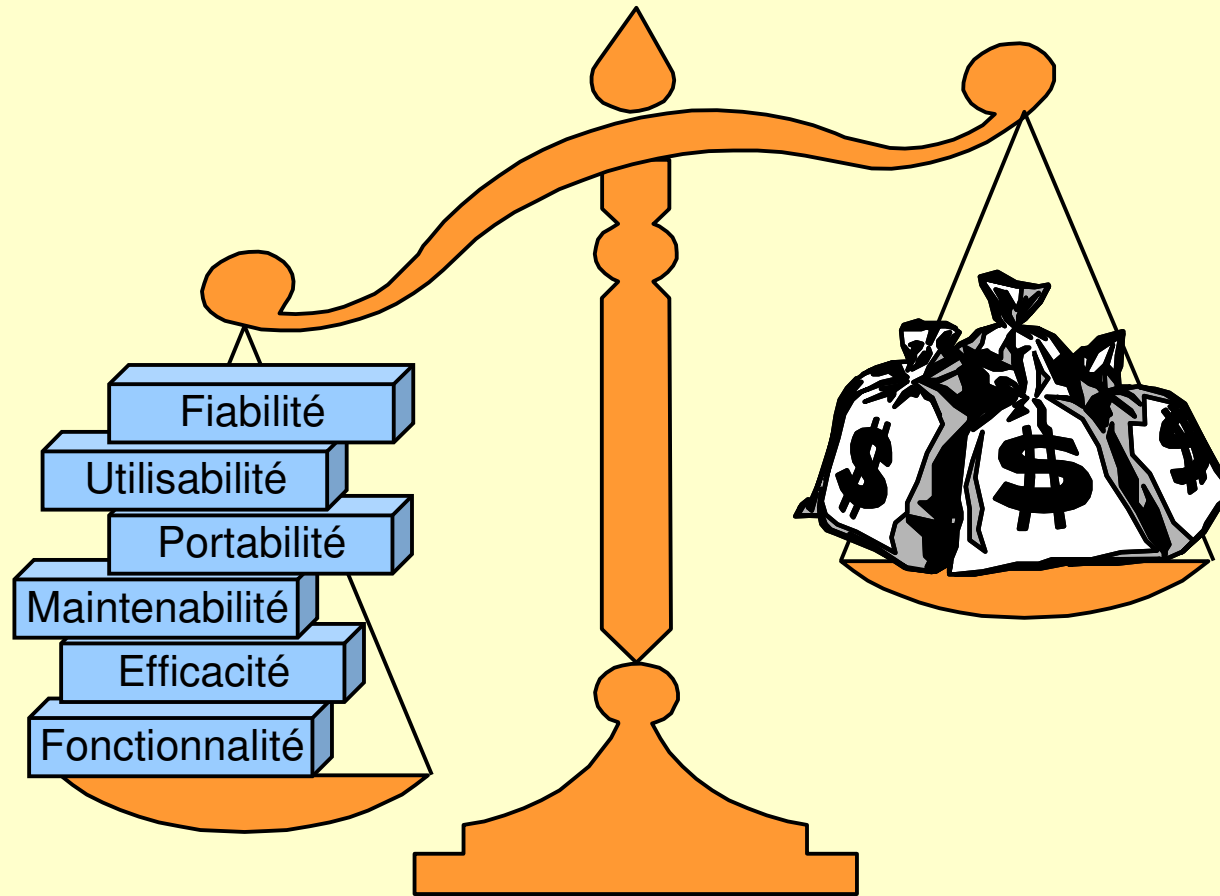 Fiabilité
Utilisabilité
Portabilité
Maintenabilité
Efficacité
Fonctionnalité
$ $ $